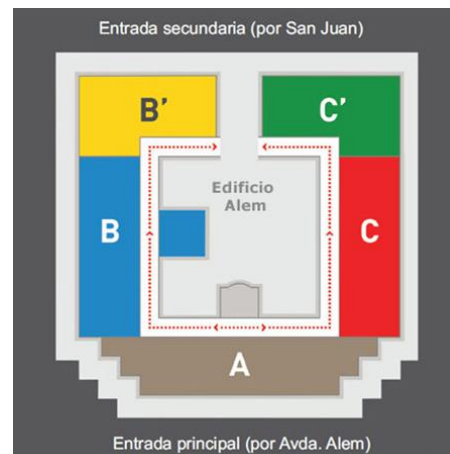 Entrada secundaria (por San Juan)
B’ C’
Edificio
Alem
B C
A
Entrada principal (por Avda. Alem)